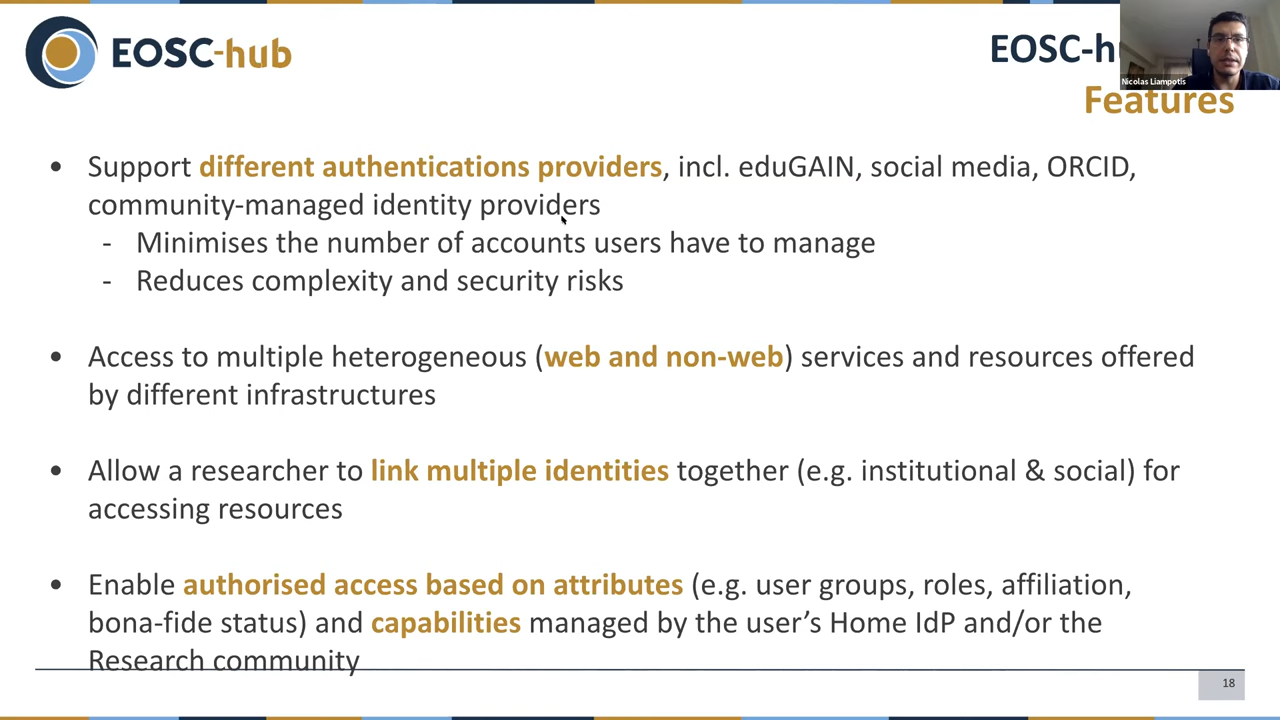 EOSC-hub
EOSC-h
Nicolas Liampotis
Features
• Support different authentications providers, incl. eduGAIN, social media, ORCID,
community-managed identity providers
- Minimises the number of accounts users have to manage
- Reduces complexity and security risks
• Access to multiple heterogeneous (web and non-web) services and resources offered
by different infrastructures
• Allow a researcher to link multiple identities together (e.g. institutional & social) for
accessing resources
• Enable authorised access based on attributes (e.g. user groups, roles, affiliation,
bona-fide status) and capabilities managed by the user’s Home IdP and/or the
Research community
18